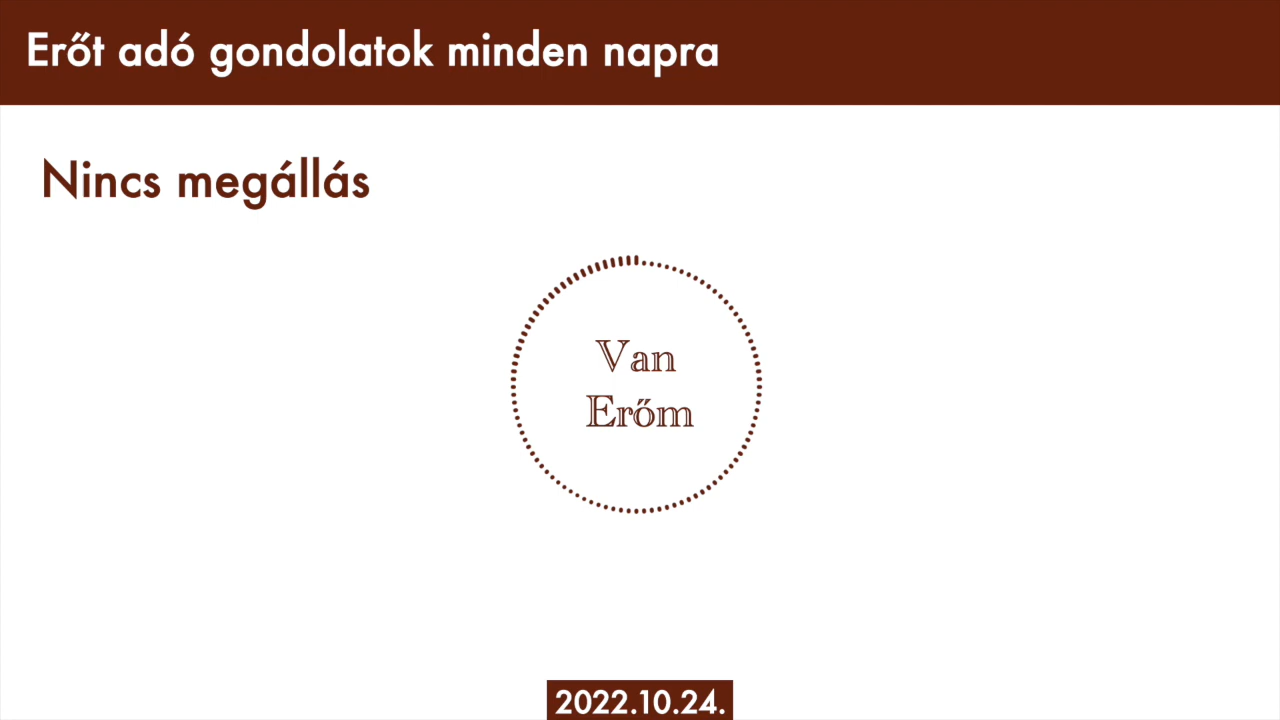 Erőt adó gondolatok minden napra
Nincs megállás
Van
Erőm
2022.10.24.